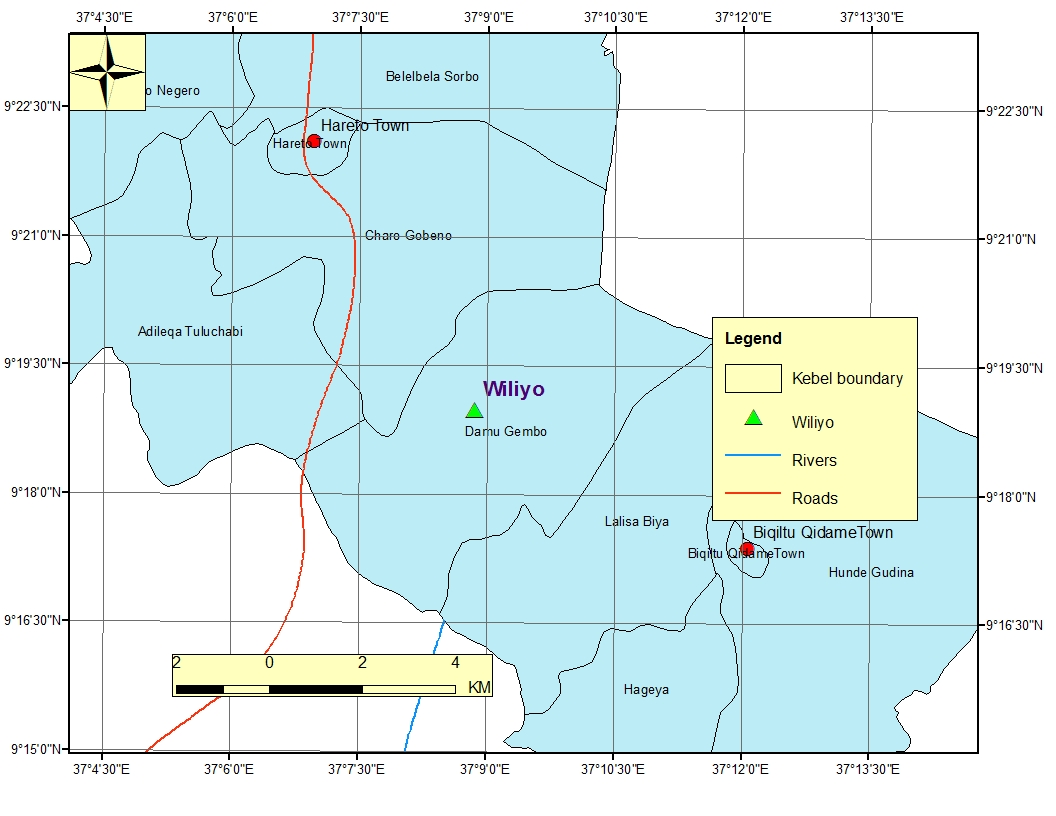 37°4'30"E 37°6'0"E 37°7'30"E 37°9'0"E 37°10'30"E 37°12'0"E 37°13'30"E
Belelbela Sorbo
o Negero
9°22'30"N 9°22'30"N
Hareto Town
Hareto Town
9°21'0"N Charo Gobeno 9°21'0"N
Adileqa Tuluchabi
Legend
9°19'30"N 9°19'30"N
Kebel boundary
Wiliyo
Wiliyo
Damu Gembo
Rivers
9°18'0"N 9°18'0"N
Roads
Lalisa Biya
Biqiltu QidameTown
Biqiltu QidameTown
Hunde Gudina
9°16'30"N 9°16'30"N
2 0 2 4
KM
Hageya
9°15'0"N
37°4'30"E 37°6'0"E 37°7'30"E 37°9'0"E 37°10'30"E 37°12'0"E 37°13'30"E